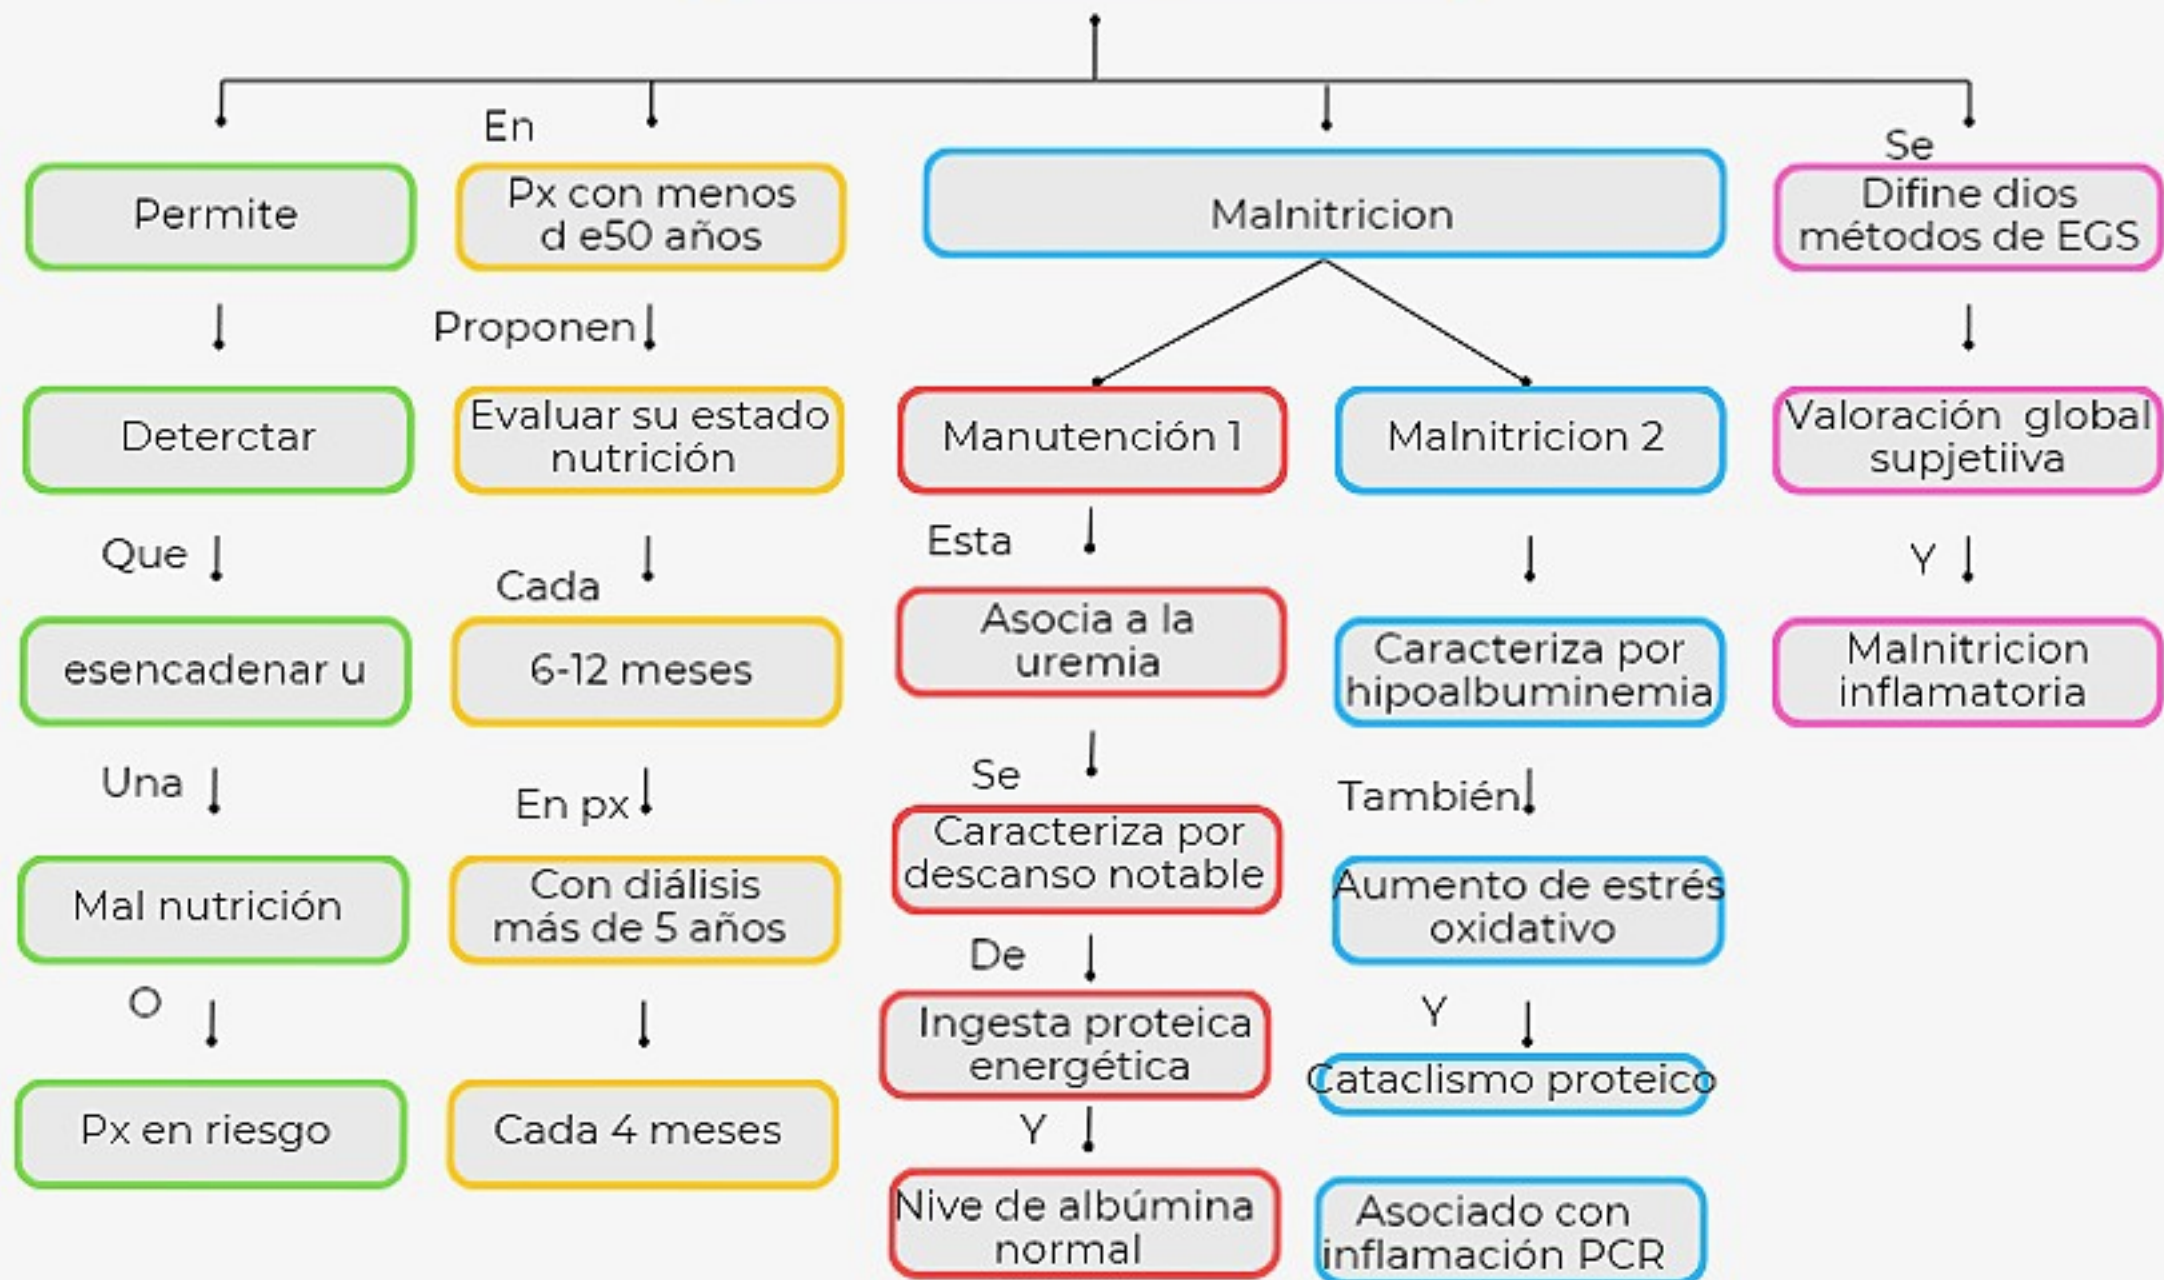 Permite
Deterctar
Que
esencadenar u
Una
Mal nutrición
O
Px en riesgo
En
Px con menos
d e50 años
Proponen
Evaluar su estado
nutrición
Cada
6-12 meses
En px
Con diálisis
más de 5 años
Cada 4 meses
Malnitricion
Manutención 1
Esta
Asocia a la
uremia
Se
Caracteriza por
descanso notable
De
Ingesta proteica
energética
Y
Nive de albúmina
normal
Malnitricion 2
Caracteriza por
hipoalbuminemia
También
Aumento de estrés
oxidativo
Y
Cataclismo proteico
Asociado con
inflamación PCR
Se
Difine dios
métodos de EGS
Valoración global
supjetiiva
Y
Malnitricion
inflamatoria